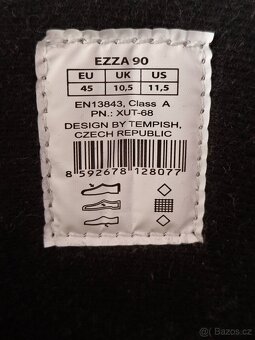 EZZA 90
EU UK US
45 10,5 11,5
EN13843, Class A
PN.: XUT-68
DESIGN BY TEMPISH,
CZECH REPUBLIC
8 592678 128077
Bazoš.cz